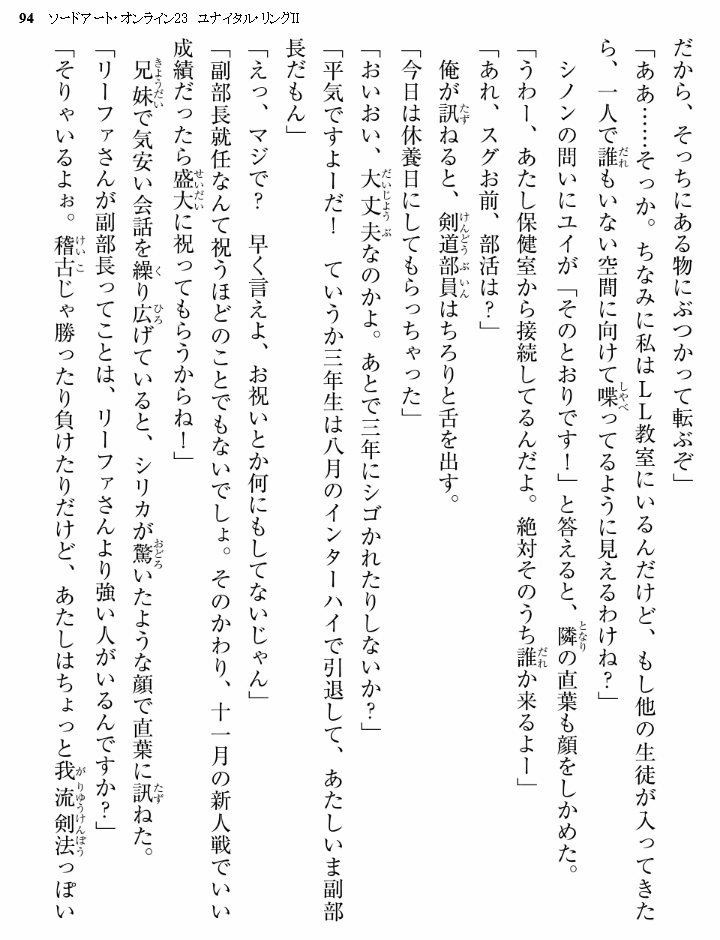 94 ソードアート・オンライン23 ユナイタル・リングⅡ
だから、そっちにある物にぶつかって転ぶぞ」
「ああ……そっか。ちなみに私はＬＬ教室にいるんだけど、もし他の生徒が入ってきた
ら、一人で誰もいない空間に向けて喋ってるように見えるわけね？」
　シノンの問いにユイが「そのとおりです！」と答えると、隣の直葉も顔をしかめた。
「うわー、あたし保健室から接続してるんだよ。絶対そのうち誰か来るよー」
「あれ、スグお前、部活は？」
　俺が訊ねると、剣道部員はちろりと舌を出す。
「今日は休養日にしてもらっちゃった」
「おいおい、大丈夫なのかよ。あとで三年にシゴかれたりしないか？」
「平気ですよーだ！　ていうか三年生は八月のインターハイで引退して、あたしいま副部
長だもん」
「えっ、マジで？　早く言えよ、お祝いとか何にもしてないじゃん」
「副部長就任なんて祝うほどのことでもないでしょ。そのかわり、十一月の新人戦でいい
成績だったら盛大に祝ってもらうからね！」
　兄妹で気安い会話を繰り広げていると、シリカが驚いたような顔で直葉に訊ねた。
「リーファさんが副部長ってことは、リーファさんより強い人がいるんですか？」
「そりゃいるよぉ。稽古じゃ勝ったり負けたりだけど、あたしはちょっと我流剣法っぽい